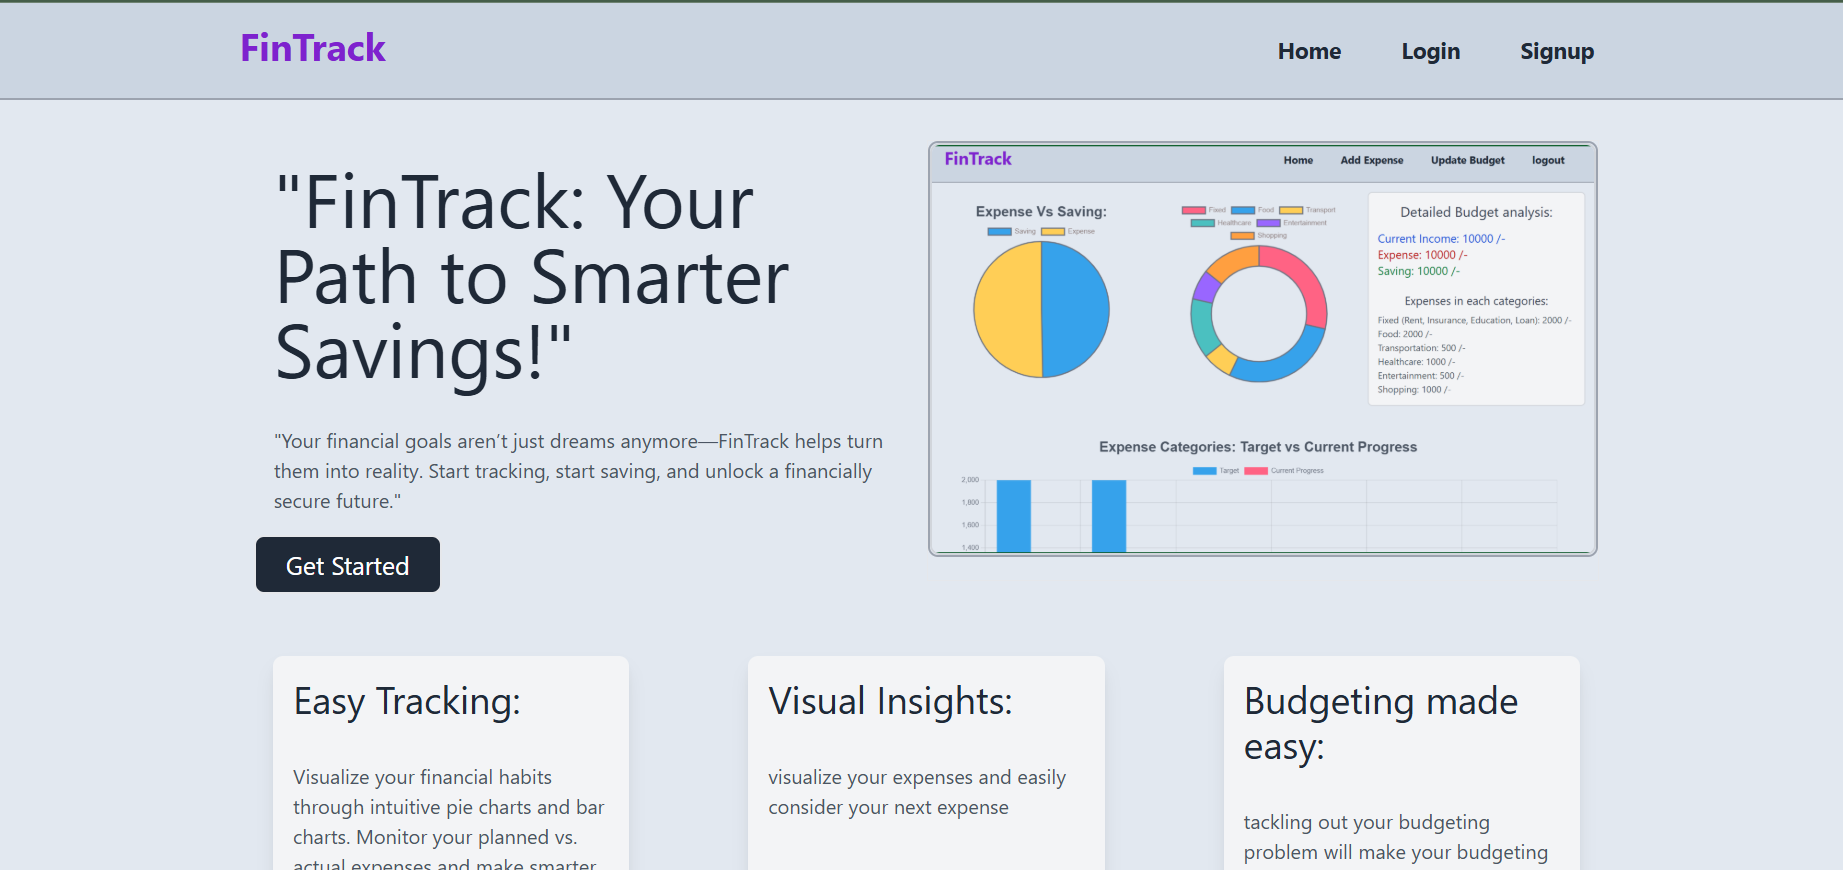 FinTrack
Home Login Signup
"FinTrack: Your
Path to Smarter
Savings!"
"Your financial goals aren’t just dreams anymore—FinTrack helps turn
them into reality. Start tracking, start saving, and unlock a financially
secure future."
Get Started
FinTrack
Home Add Expense Update Budget logout
Expense Vs Saving:
Saving Expense
Fixed Food Transport
Healthcare Entertainment
Shopping
Detailed Budget analysis:
Current Income: 10000 /-
Expense: 10000 /-
Saving: 10000 /-
Expenses in each categories:
Fixed (Rent, Insurance, Education, Loan): 2000 /-
Food: 2000 /-
Transportation: 500 /-
Healthcare: 1000 /-
Entertainment: 500 /-
Shopping: 1000 /-
Expense Categories: Target vs Current Progress
Target Current Progress
2,000
1,800
1,600
1,400
Easy Tracking:
Visualize your financial habits
through intuitive pie charts and bar
charts. Monitor your planned vs.
actual expenses and make smarter
Visual Insights:
visualize your expenses and easily
consider your next expense
Budgeting made
easy:
tackling out your budgeting
problem will make your budgeting